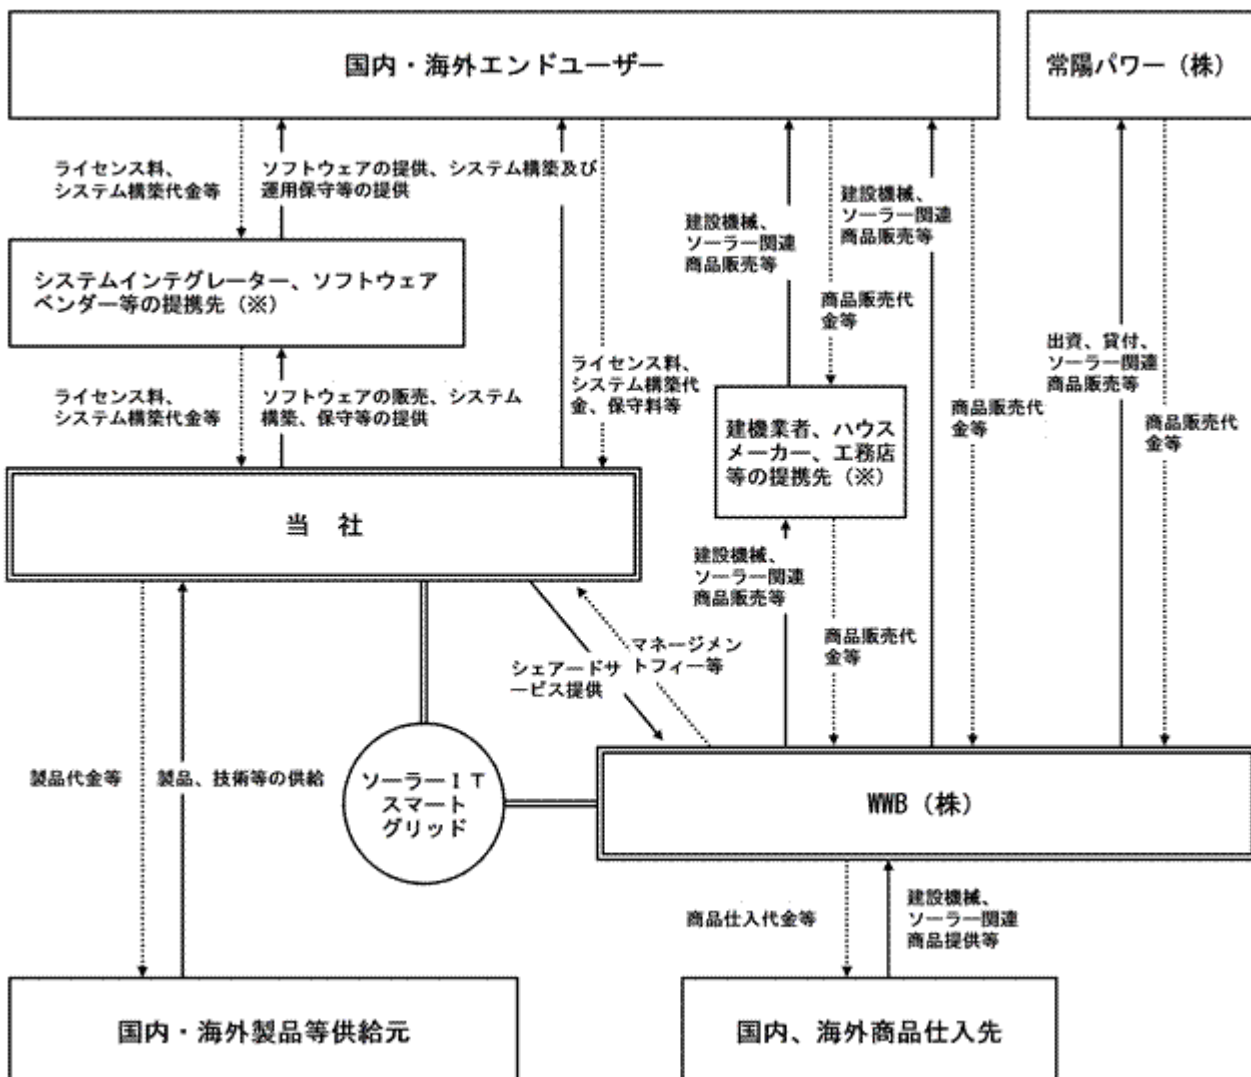 国内・海外エンドユーザー
常陽パワー（株）
ライセンス料、
システム構築代金等
ソフトウェアの提供、システム構築及び
運用保守等の提供
建設機械、
ソーラー関連
商品販売等
商品販売代
金等
建設機械、
ソーラー関連
商品販売等
商品販売代
金等
出資、貸付、
ソーラー関連
商品販売等
商品販売代
金等
システムインテグレーター、ソフトウェア
ベンダー等の提携先（※）
ライセンス料、
システム構築代金等
ソフトウェアの販売、システム
構築、保守等の提供
ライセンス料、
システム構築代
金、保守料等
建機業者、ハウス
メーカー、工務店
等の提携先（※）
当　社
建設機械、
ソーラー関連
商品販売等
商品販売代
金等
シェアードサ
ービス提供
マネージメン
トフィー等
製品代金等
製品、技術等の供給
ソーラーＩＴ
スマート
グリッド
WWB（株）
商品仕入代金等
建設機械、
ソーラー関連
商品提供等
国内・海外製品等供給元
国内、海外商品仕入先